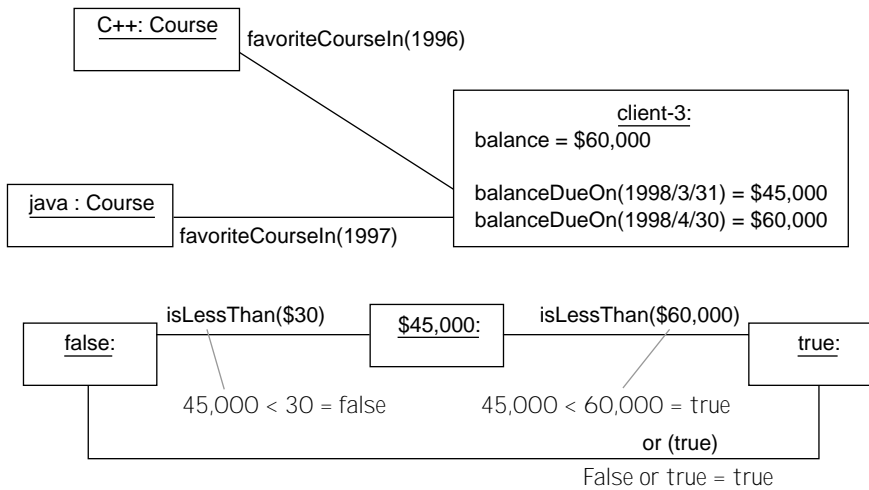 C++: Course
favoriteCourseIn(1996)
client-3:
balance = $60,000
balanceDueOn(1998/3/31) = $45,000
balanceDueOn(1998/4/30) = $60,000
java : Course
favoriteCourseIn(1997)
isLessThan($30)
isLessThan($60,000)
false:
$45,000:
true:
45,000 < 30 = false
45,000 < 60,000 = true
or (true)
False or true = true